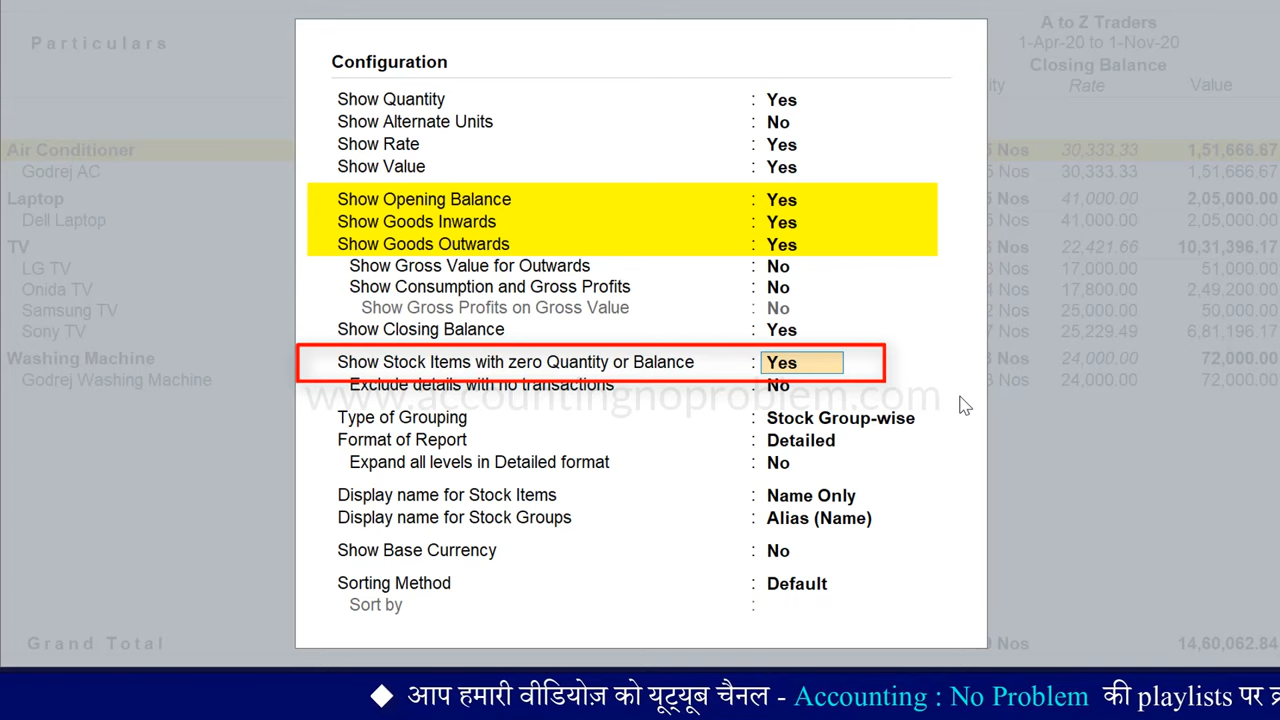 Particulars
A to Z Traders
1-Apr-20 to 1-Nov-20
Closing Balance
Rate Value
Configuration
Show Quantity : Yes
Show Alternate Units : No
Show Rate : Yes
Show Value : Yes
Show Opening Balance : Yes
Show Goods Inwards : Yes
Show Goods Outwards : Yes
Show Gross Value for Outwards : No
Show Consumption and Gross Profits : No
Show Gross Profits on Gross Value : No
Show Closing Balance : Yes
Show Stock Items with zero Quantity or Balance : Yes
Exclude details with no transactions : No
Type of Grouping : Stock Group-wise
Format of Report : Detailed
Expand all levels in Detailed format : No
Display name for Stock Items : Name Only
Display name for Stock Groups : Alias (Name)
Show Base Currency : No
Sorting Method : Default
Sort by :
www.accountingnoproblem.com
Air Conditioner Nos 30,333.33 1,51,666.67
Godrej AC Nos 30,333.33 1,51,666.67
Laptop Nos 41,000.00 2,05,000.00
Dell Laptop Nos 41,000.00 2,05,000.00
TV Nos 22,421.66 10,31,396.17
LG TV Nos 17,000.00 51,000.00
Onida TV Nos 17,800.00 2,49,200.00
Samsung TV Nos 25,000.00 50,000.00
Sony TV Nos 25,229.49 6,81,196.17
Washing Machine Nos 24,000.00 72,000.00
Godrej Washing Machine Nos 24,000.00 72,000.00
Grand Total Nos 14,60,062.84
◆ आप हमारी वीडियोज़ को यूट्यूब चैनल - Accounting : No Problem की playlists पर